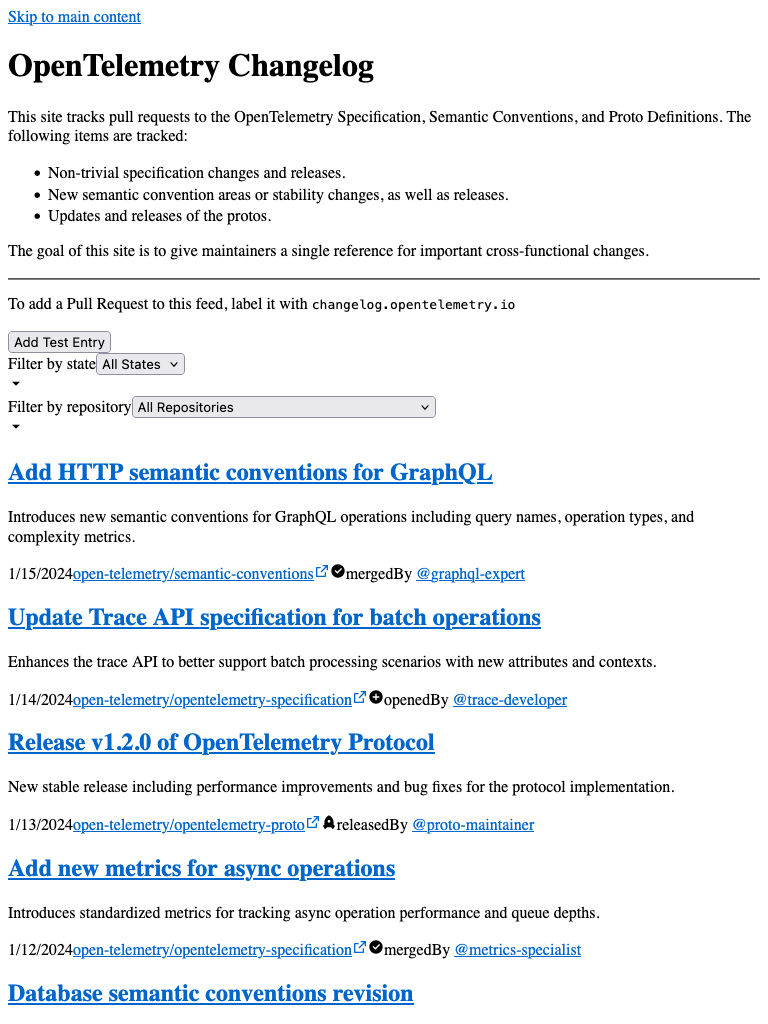 Skip to main content
OpenTelemetry Changelog
This site tracks pull requests to the OpenTelemetry Specification, Semantic Conventions, and Proto Definitions. The
following items are tracked:
Non-trivial specification changes and releases.
New semantic convention areas or stability changes, as well as releases.
Updates and releases of the protos.
The goal of this site is to give maintainers a single reference for important cross-functional changes.
To add a Pull Request to this feed, label it with changelog.opentelemetry.io
Add Test Entry
Filter by state All States
Filter by repository All Repositories
Add HTTP semantic conventions for GraphQL
Introduces new semantic conventions for GraphQL operations including query names, operation types, and
complexity metrics.
1/15/2024open-telemetry/semantic-conventions mergedBy @graphql-expert
Update Trace API specification for batch operations
Enhances the trace API to better support batch processing scenarios with new attributes and contexts.
1/14/2024open-telemetry/opentelemetry-specification openedBy @trace-developer
Release v1.2.0 of OpenTelemetry Protocol
New stable release including performance improvements and bug fixes for the protocol implementation.
1/13/2024open-telemetry/opentelemetry-proto releasedBy @proto-maintainer
Add new metrics for async operations
Introduces standardized metrics for tracking async operation performance and queue depths.
1/12/2024open-telemetry/opentelemetry-specification mergedBy @metrics-specialist
Database semantic conventions revision